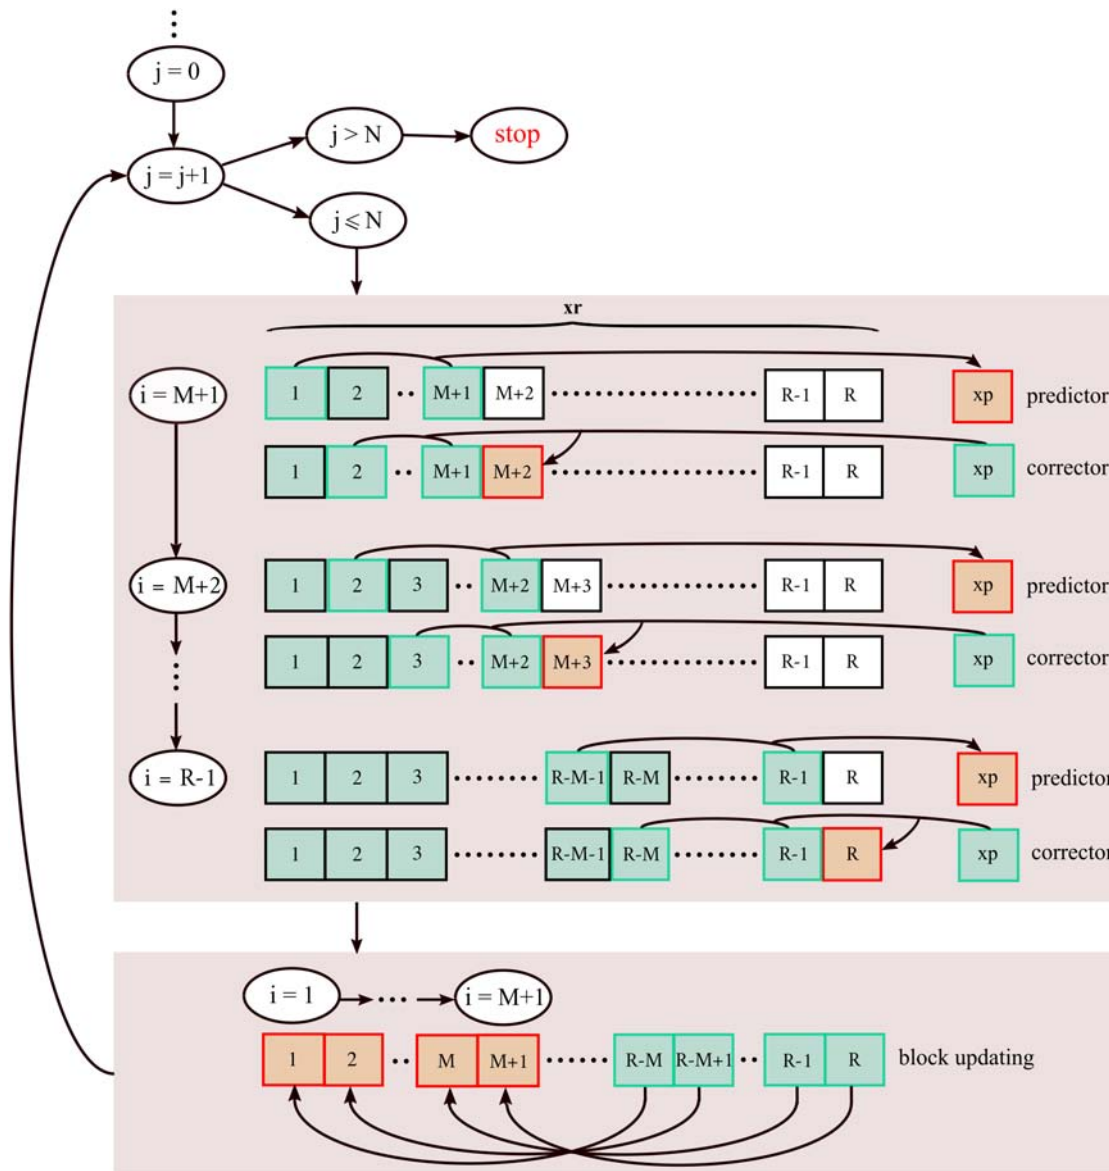 ⋮
j = 0
j > N
stop
j = j+1
j ⩽ N
xr
i = M+1
1 2 ·· M+1 M+2 ·················· R-1 R xp predictor
1 2 ·· M+1 M+2 ·················· R-1 R xp corrector
i = M+2
1 2 3 ·· M+2 M+3 ············· R-1 R xp predictor
1 2 3 ·· M+2 M+3 ············· R-1 R xp corrector
⋮
i = R-1
1 2 3 ········ R-M-1 R-M ········ R-1 R xp predictor
1 2 3 ········ R-M-1 R-M ········ R-1 R xp corrector
i = 1 ··· i = M+1
1 2 ·· M M+1 ······ R-M R-M+1 ·· R-1 R block updating